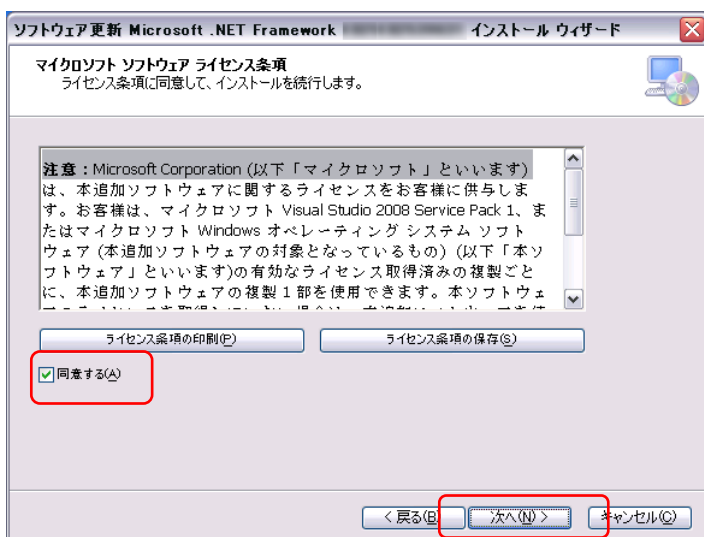 ソフトウェア更新 Microsoft .NET Framework インストール ウィザード
マイクロソフト ソフトウェア ライセンス条項
ライセンス条項に同意して、インストールを続行します。
注意：Microsoft Corporation (以下「マイクロソフト」といいます)
は、本追加ソフトウェアに関するライセンスをお客様に供与しま
す。お客様は、マイクロソフト Visual Studio 2008 Service Pack 1、ま
たはマイクロソフト Windows オペレーティング システム ソフト
ウェア (本追加ソフトウェアの対象となっているもの) (以下「本ソ
フトウェア」といいます)の有効なライセンス取得済みの複製ごと
に、本追加ソフトウェアの複製 1 部を使用できます。本ソフトウェ
ライセンス条項の印刷(P)
ライセンス条項の保存(S)
同意する(A)
< 戻る(B
次へ(N) >
キャンセル(C)